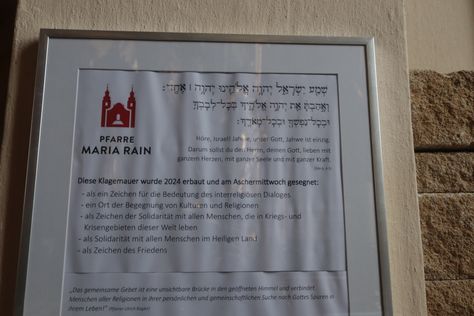 PFARRE
MARIA RAIN
שְׁמַע יִשְׂרָאֵל יְהוָה אֱלֹהֵינוּ יְהוָה ׀ אֶחָד׃
וְאָהַבְתָּ אֵת יְהוָה אֱלֹהֶיךָ בְּכָל־לְבָבְךָ
וּבְכָל־נַפְשְׁךָ וּבְכָל־מְאֹדֶךָ׃
Höre, Israel! Jahwe, unser Gott, Jahwe ist einzig.
Darum sollst du den Herrn, deinen Gott, lieben mit
ganzem Herzen, mit ganzer Seele und mit ganzer Kraft.
Diese Klagemauer wurde 2024 erbaut und am Aschermittwoch gesegnet:
- als ein Zeichen für die Bedeutung des interreligiösen Dialoges
- ein Ort der Begegnung von Kulturen und Religionen
- als Zeichen der Solidarität mit allen Menschen, die in Kriegs- und
Krisengebieten dieser Welt leben
- als Solidarität mit allen Menschen im Heiligen Land
- als Zeichen des Friedens
„Das gemeinsame Gebet ist eine unsichtbare Brücke in den geöffneten Himmel und verbindet
Menschen aller Religionen in ihrer persönlichen und gemeinschaftlichen Suche nach Gottes Spuren in
ihrem Leben!“ (Pfarrer Ulrich Kogler)